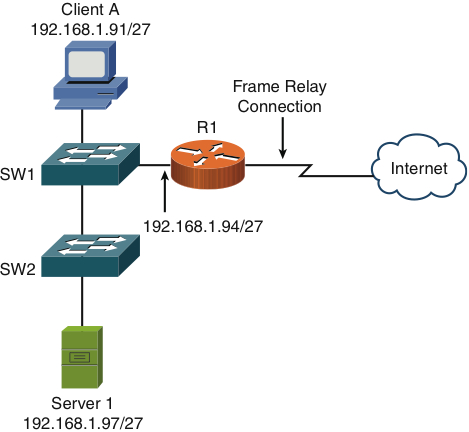 Client A
192.168.1.91/27
Frame Relay
Connection
R1
Internet
SW1
192.168.1.94/27
SW2
Server 1
192.168.1.97/27